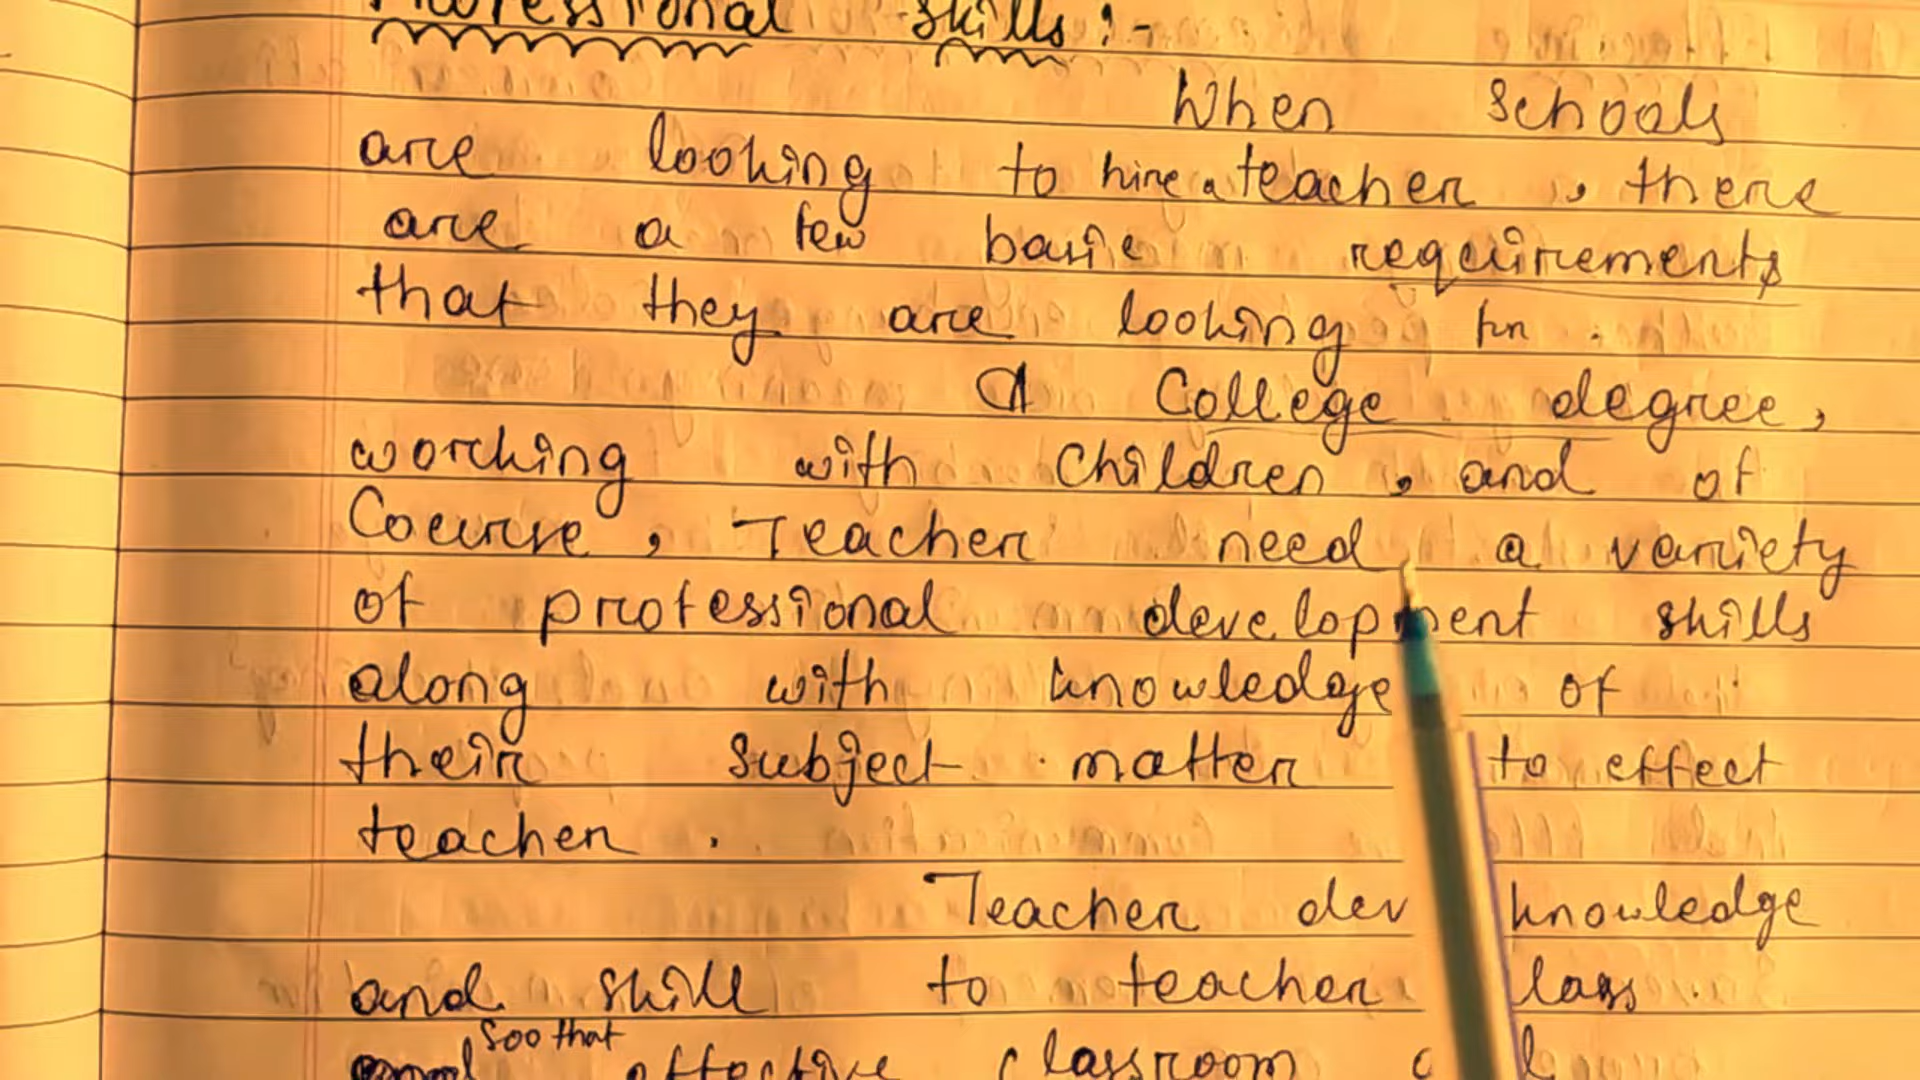 Professional skills :-
When schools
are looking to hire a teacher , there
are a few basic requirements
that they are looking for .
A College degree,
working with Children , and of
Course , Teacher need a variety
of professional development skills
along with knowledge of
their subject matter to effect
teacher .
Teacher dev knowledge
and skill to teacher
soo that
effective classroom